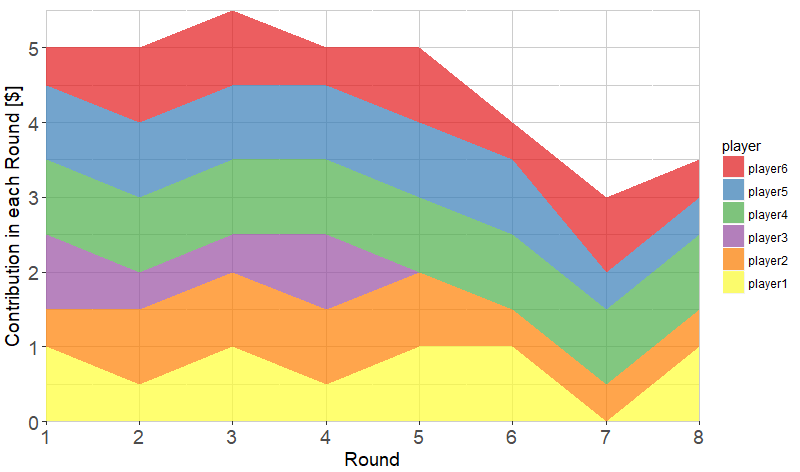 Contribution in each Round [$]
5
4
3
2
1
0
1 2 3 4 5 6 7 8
Round
player
player6
player5
player4
player3
player2
player1